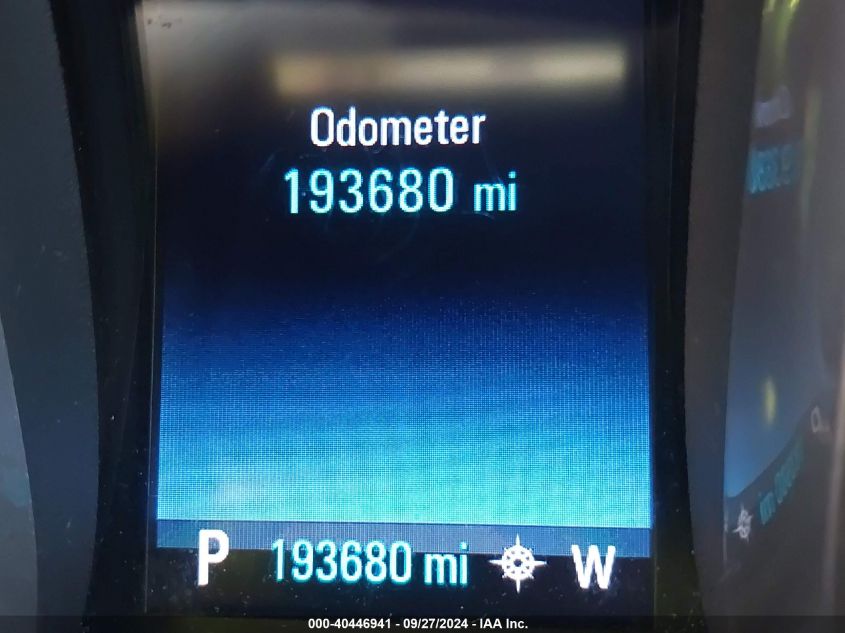 Odometer
193680 mi
P 193680 mi W
000-40446941 - 09/27/2024 - IAA Inc.